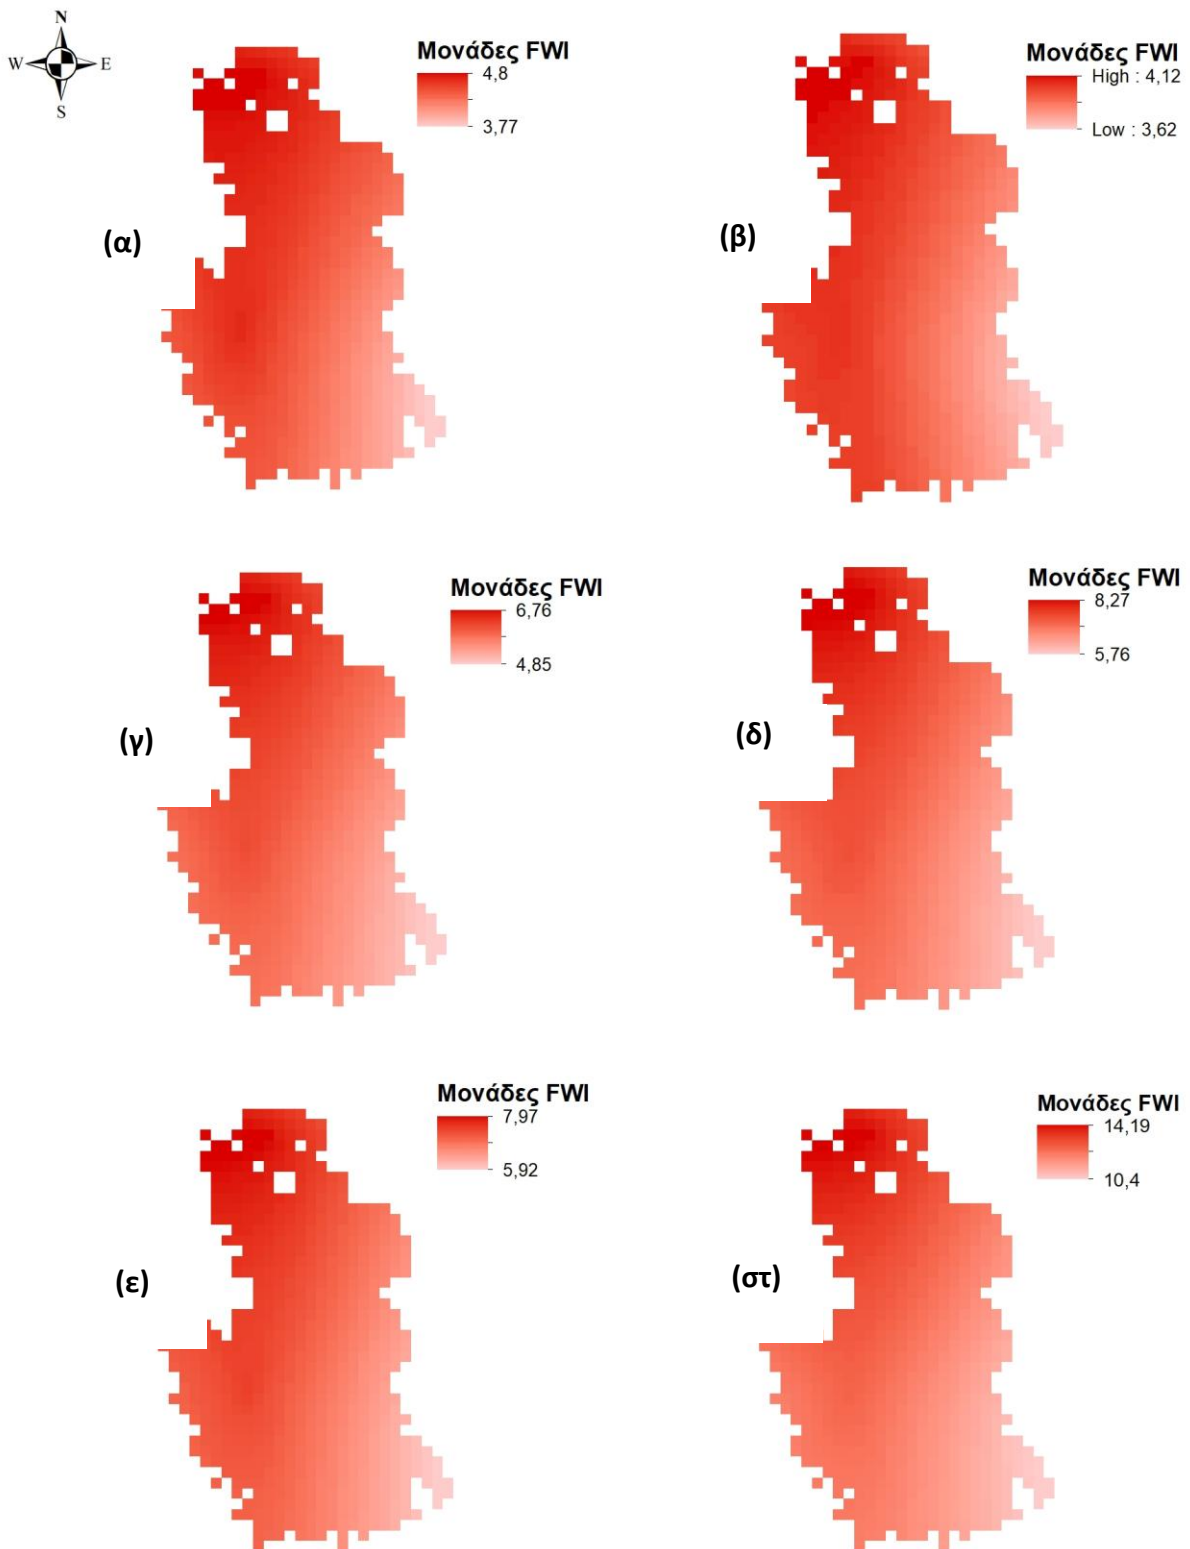 N
W E
S
Μονάδες FWI
4,8
3,77
(α)
Μονάδες FWI
High : 4,12
Low : 3,62
(β)
Μονάδες FWI
6,76
4,85
(γ)
Μονάδες FWI
8,27
5,76
(δ)
Μονάδες FWI
7,97
5,92
(ε)
Μονάδες FWI
14,19
10,4
(στ)